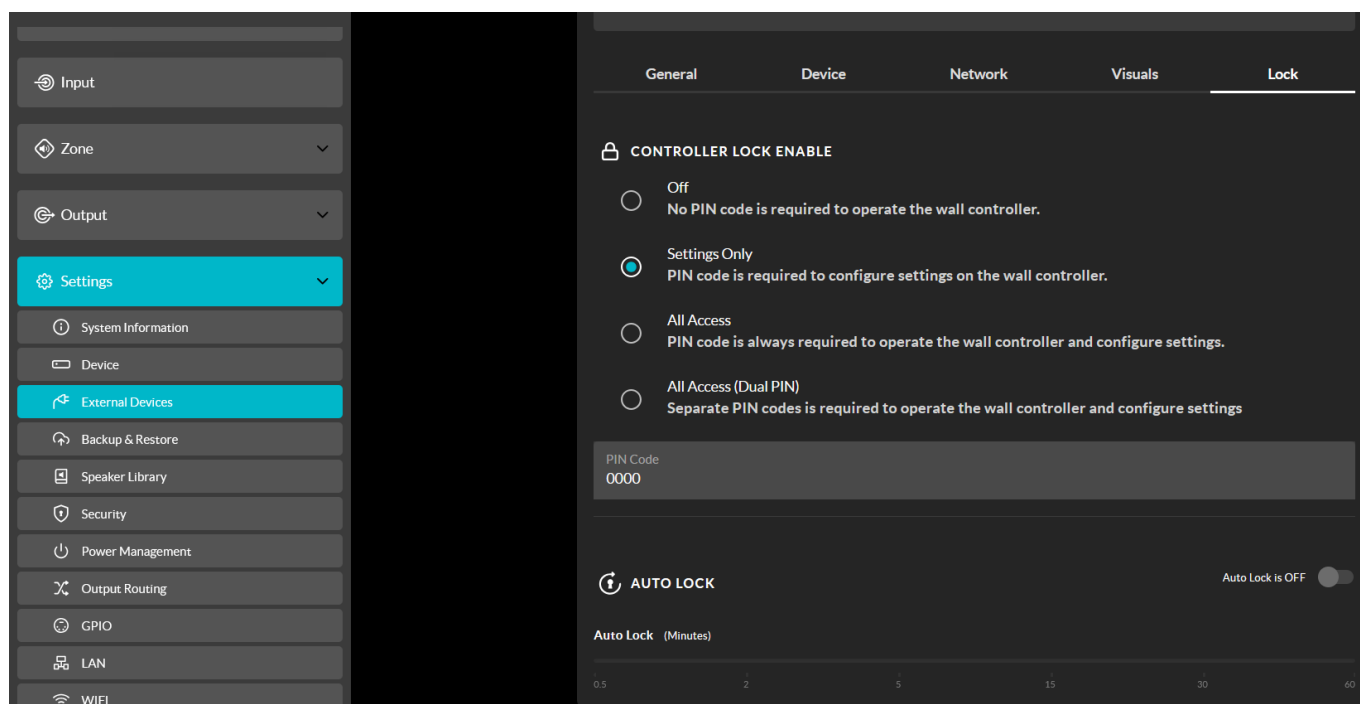 Input
Zone
Output
Settings
System Information
Device
External Devices
Backup & Restore
Speaker Library
Security
Power Management
Output Routing
GPIO
LAN
WIFI
General Device Network Visuals Lock
CONTROLLER LOCK ENABLE
Off
No PIN code is required to operate the wall controller.
Settings Only
PIN code is required to configure settings on the wall controller.
All Access
PIN code is always required to operate the wall controller and configure settings.
All Access (Dual PIN)
Separate PIN codes is required to operate the wall controller and configure settings
PIN Code
0000
AUTO LOCK
Auto Lock is OFF
Auto Lock (Minutes)
0.5 2 5 15 30 60